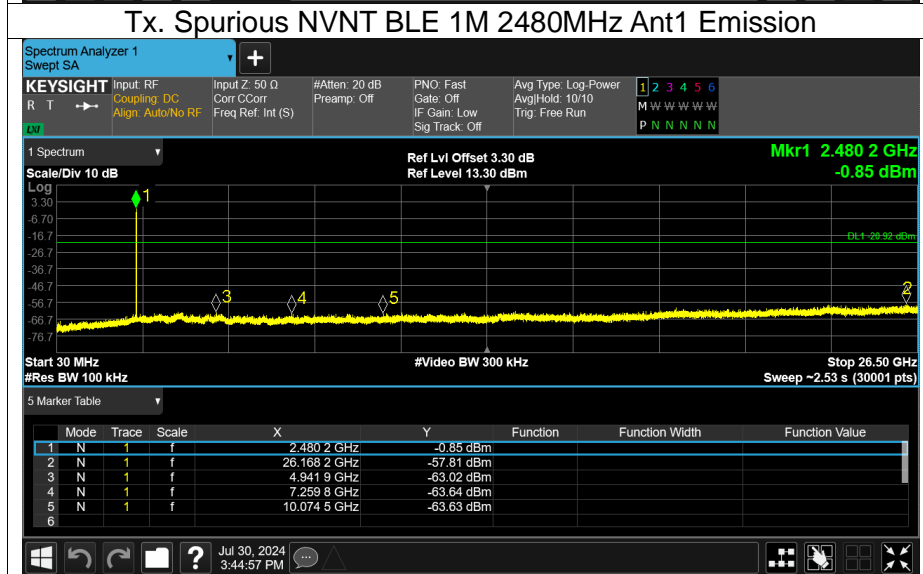 Tx. Spurious NVNT BLE 1M 2480MHz Ant1 Emission
Spectrum Analyzer 1
Swept SA
+
KEYSIGHT
R T
LXI
Input: RF
Coupling: DC
Align: Auto/No RF
Input Z: 50 Ω
Corr CCorr
Freq Ref: Int (S)
#Atten: 20 dB
Preamp: Off
PNO: Fast
Gate: Off
IF Gain: Low
Sig Track: Off
Avg Type: Log-Power
Avg|Hold: 10/10
Trig: Free Run
1 2 3 4 5 6
M W W W W W
P N N N N N
1 Spectrum
Scale/Div 10 dB
Ref Lvl Offset 3.30 dB
Ref Level 13.30 dBm
Mkr1 2.480 2 GHz
-0.85 dBm
Log
3.30
-6.70
-16.7
-26.7
-36.7
-46.7
-56.7
-66.7
-76.7
1
DL1 -20.92 dBm
3
4
5
2
Start 30 MHz
#Res BW 100 kHz
#Video BW 300 kHz
Stop 26.50 GHz
Sweep ~2.53 s (30001 pts)
5 Marker Table
Mode Trace Scale X Y Function Function Width Function Value
1 N 1 f 2.480 2 GHz -0.85 dBm
2 N 1 f 26.168 2 GHz -57.81 dBm
3 N 1 f 4.941 9 GHz -63.02 dBm
4 N 1 f 7.259 8 GHz -63.64 dBm
5 N 1 f 10.074 5 GHz -63.63 dBm
6
?
Jul 30, 2024
3:44:57 PM